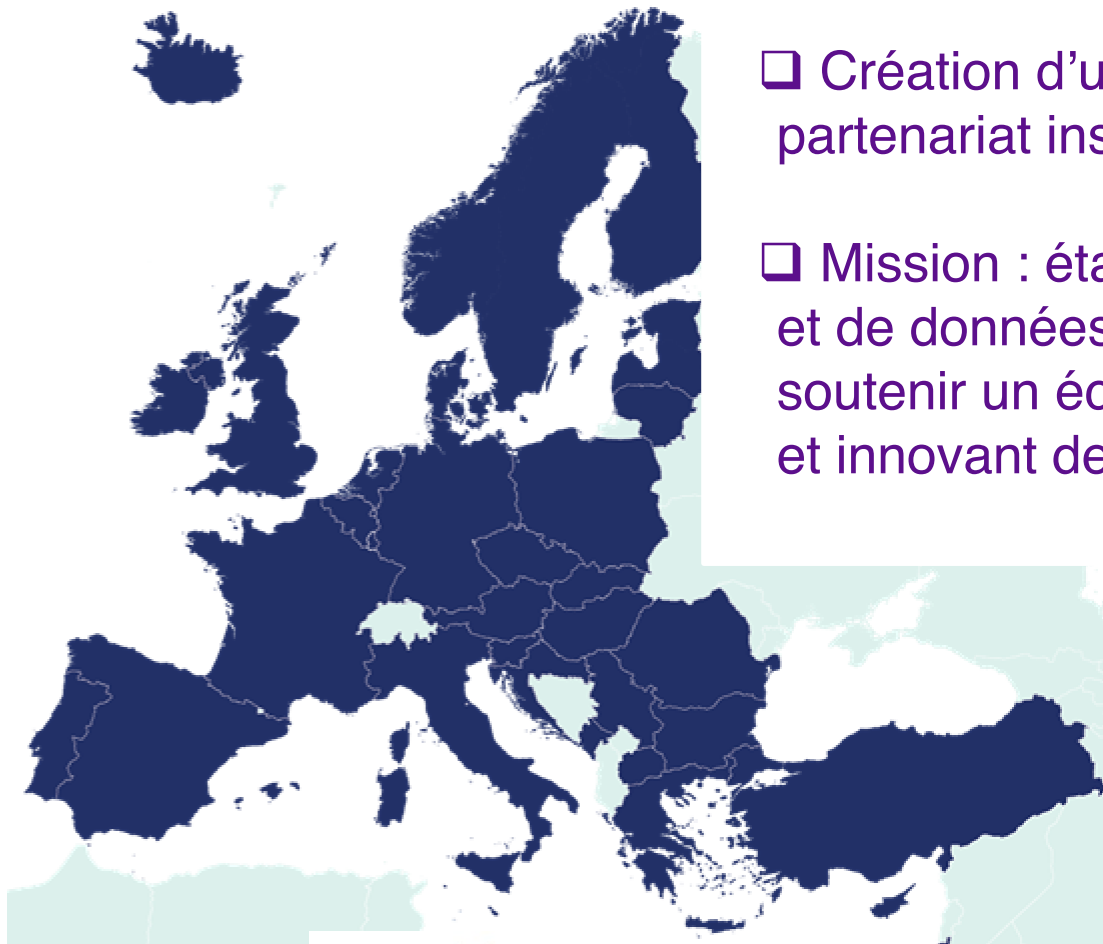 ❑ Création d’u
partenariat ins
❑ Mission : éta
et de données
soutenir un éc
et innovant de